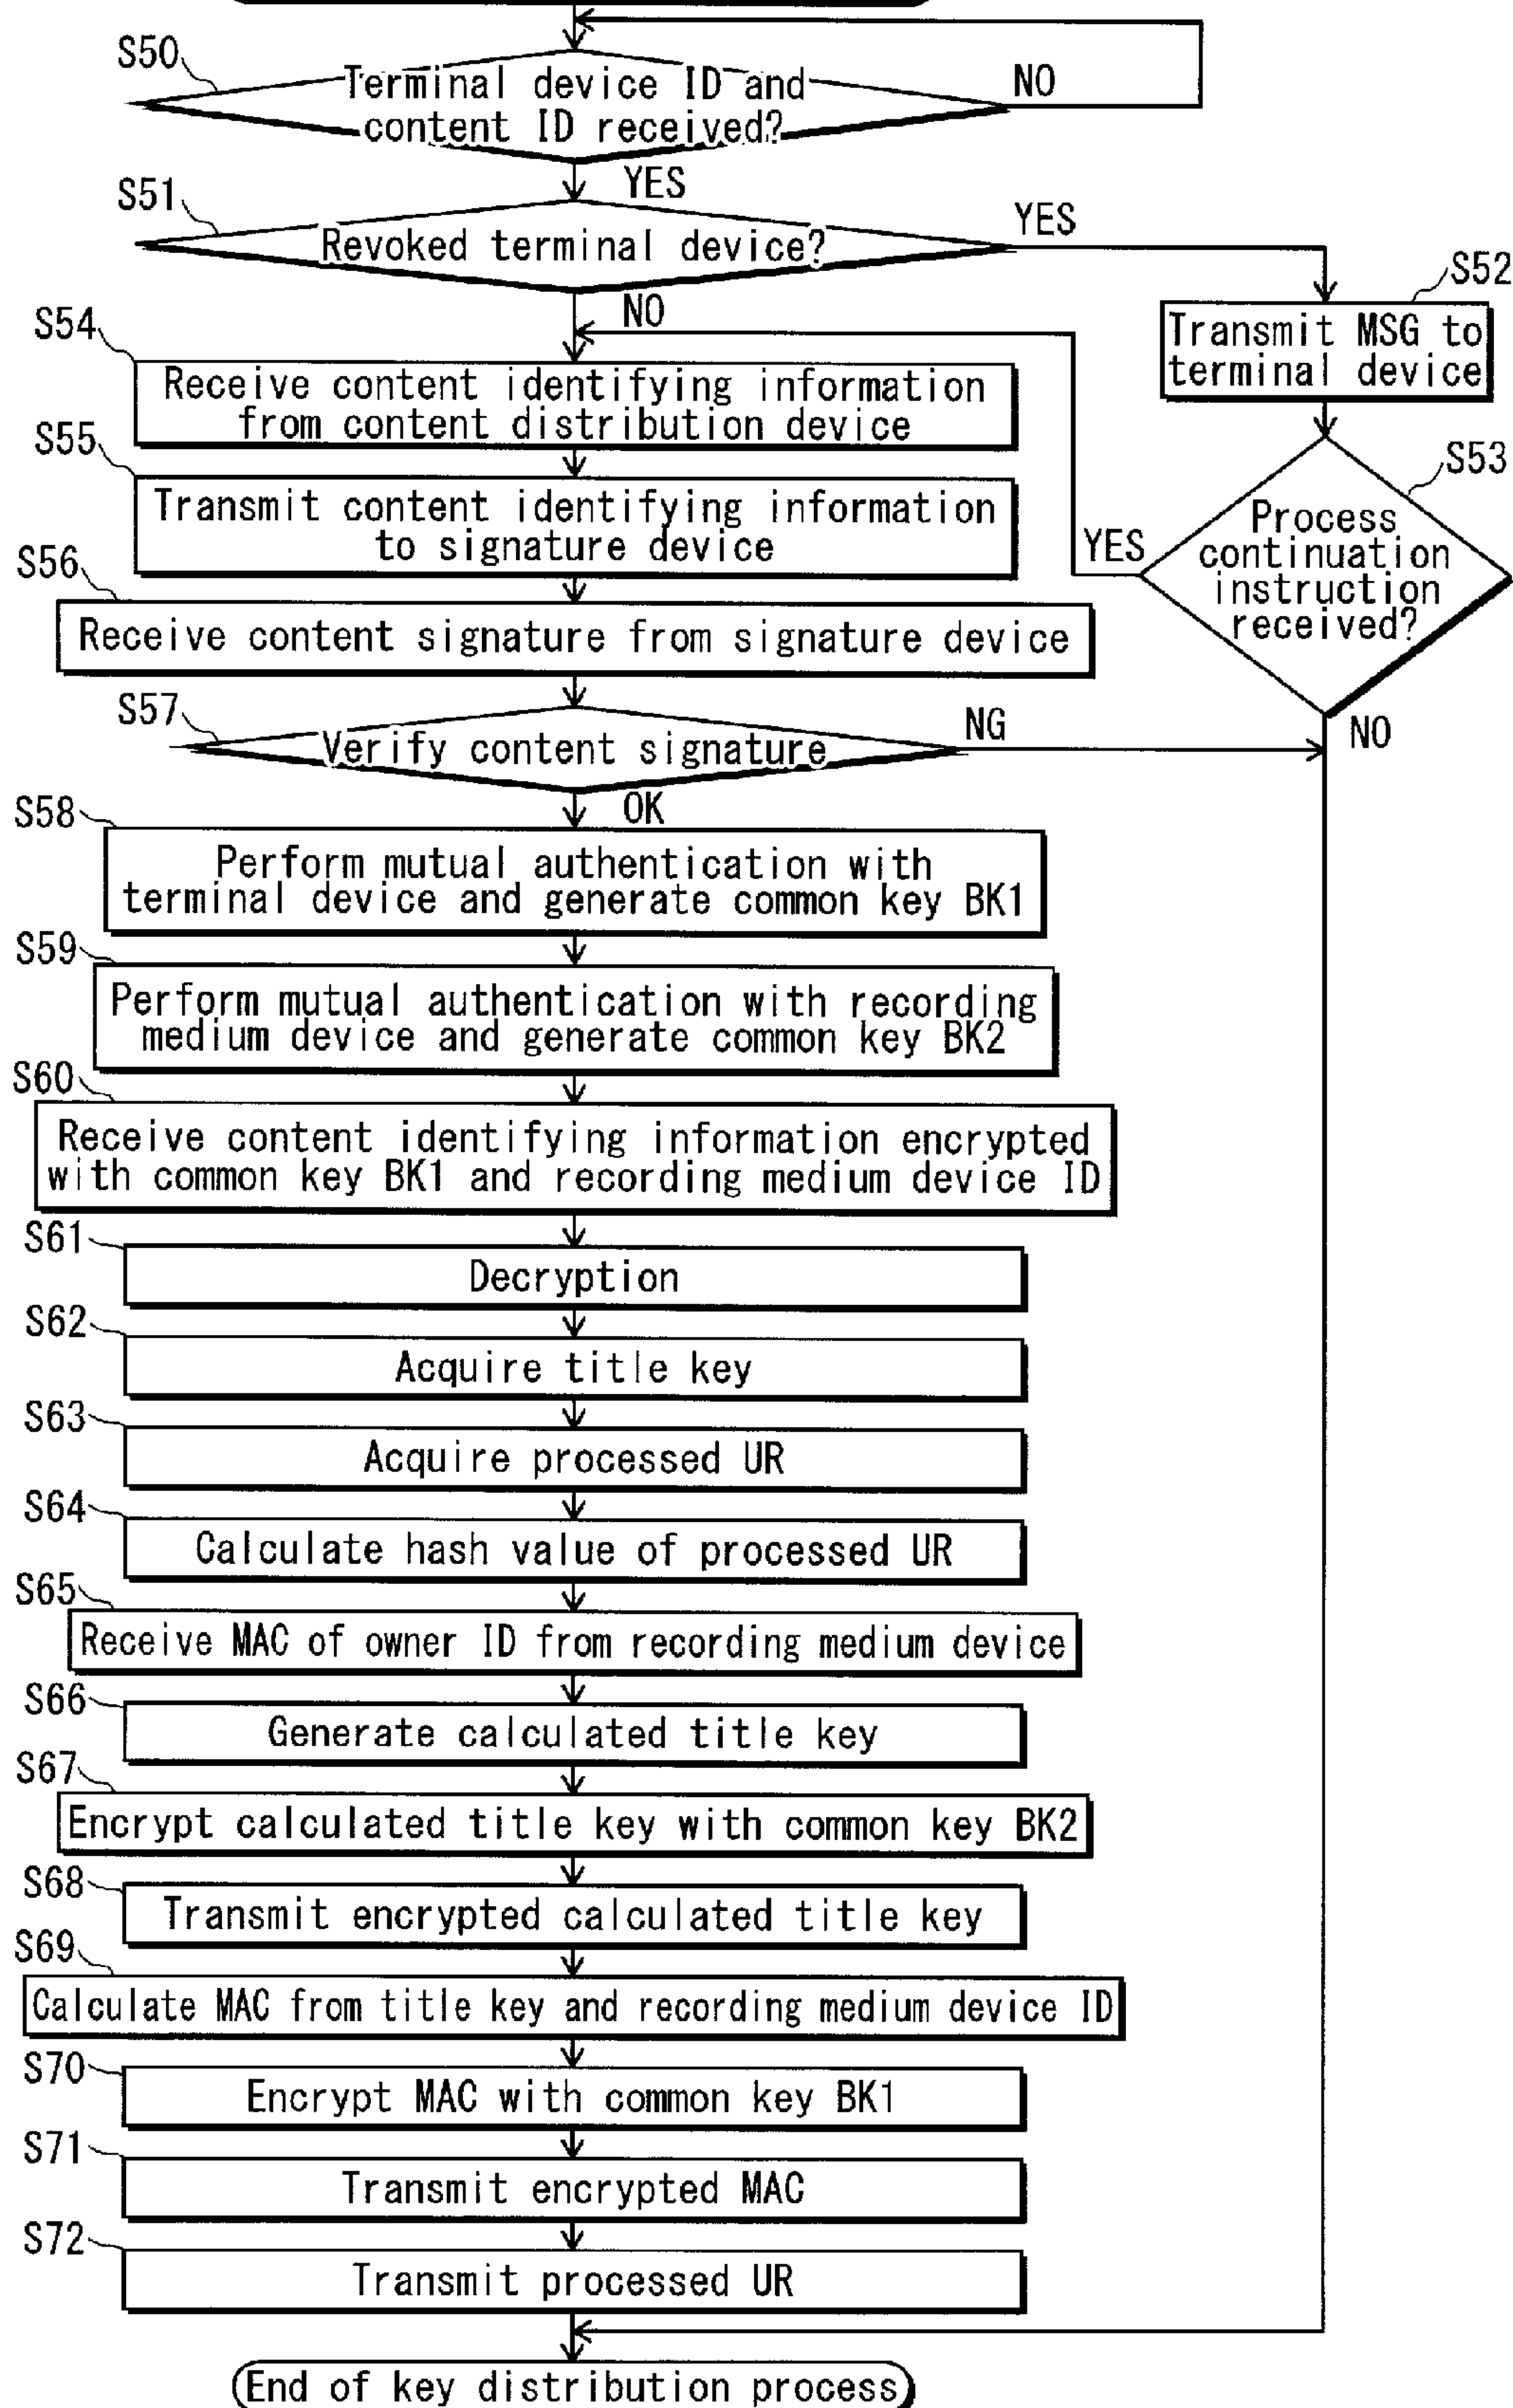 S50
Terminal device ID and
content ID received?
NO
YES
S51
Revoked terminal device?
YES
NO
S52
Transmit MSG to
terminal device
S53
Process
continuation
instruction
received?
YES
NO
S54
Receive content identifying information
from content distribution device
S55
Transmit content identifying information
to signature device
S56
Receive content signature from signature device
S57
Verify content signature
NG
OK
S58
Perform mutual authentication with
terminal device and generate common key BK1
S59
Perform mutual authentication with recording
medium device and generate common key BK2
S60
Receive content identifying information encrypted
with common key BK1 and recording medium device ID
S61
Decryption
S62
Acquire title key
S63
Acquire processed UR
S64
Calculate hash value of processed UR
S65
Receive MAC of owner ID from recording medium device
S66
Generate calculated title key
S67
Encrypt calculated title key with common key BK2
S68
Transmit encrypted calculated title key
S69
Calculate MAC from title key and recording medium device ID
S70
Encrypt MAC with common key BK1
S71
Transmit encrypted MAC
S72
Transmit processed UR
End of key distribution process